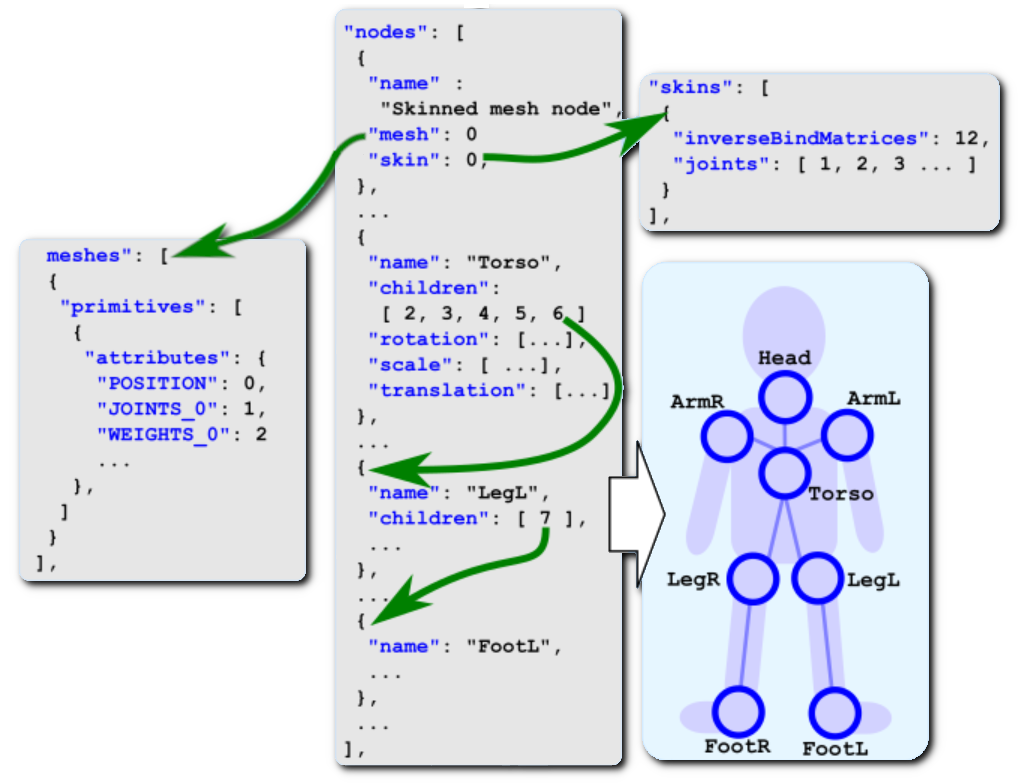 "nodes": [
{
"name" :
"Skinned mesh node",
"mesh": 0
"skin": 0,
},
...
{
"name": "Torso",
"children":
[ 2, 3, 4, 5, 6 ]
"rotation": [...],
"scale": [ ...],
"translation": [...]
},
...
{
"name": "LegL",
"children": [ 7 ],
...
},
...
{
"name": "FootL",
...
},
...
],
"skins": [
{
"inverseBindMatrices": 12,
"joints": [ 1, 2, 3 ... ]
}
],
meshes": [
{
"primitives": [
{
"attributes": {
"POSITION": 0,
"JOINTS_0": 1,
"WEIGHTS_0": 2
...
},
]
}
],
Head
ArmR
ArmL
Torso
LegR
LegL
FootR
FootL